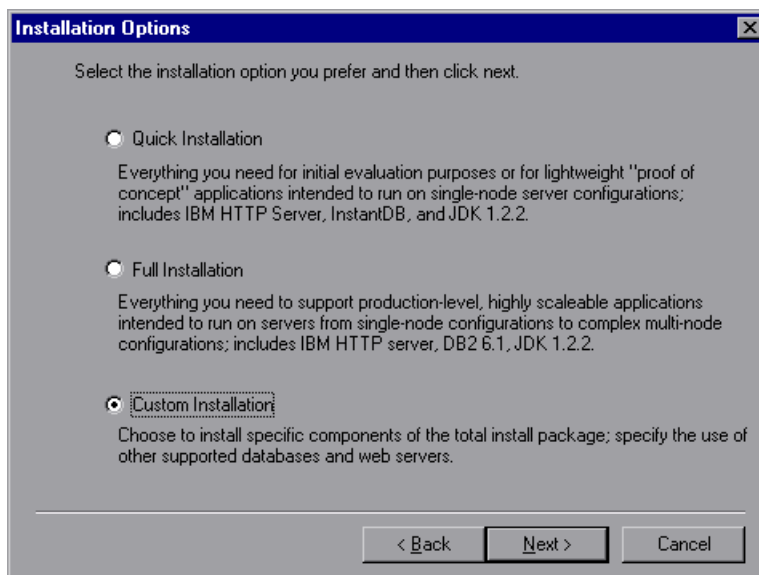 Installation Options
Select the installation option you prefer and then click next.
Quick Installation
Everything you need for initial evaluation purposes or for lightweight "proof of
concept" applications intended to run on single-node server configurations;
includes IBM HTTP Server, InstantDB, and JDK 1.2.2.
Full Installation
Everything you need to support production-level, highly scaleable applications
intended to run on servers from single-node configurations to complex multi-node
configurations; includes IBM HTTP server, DB2 6.1, JDK 1.2.2.
Custom Installation
Choose to install specific components of the total install package; specify the use of
other supported databases and web servers.
< Back
Next >
Cancel